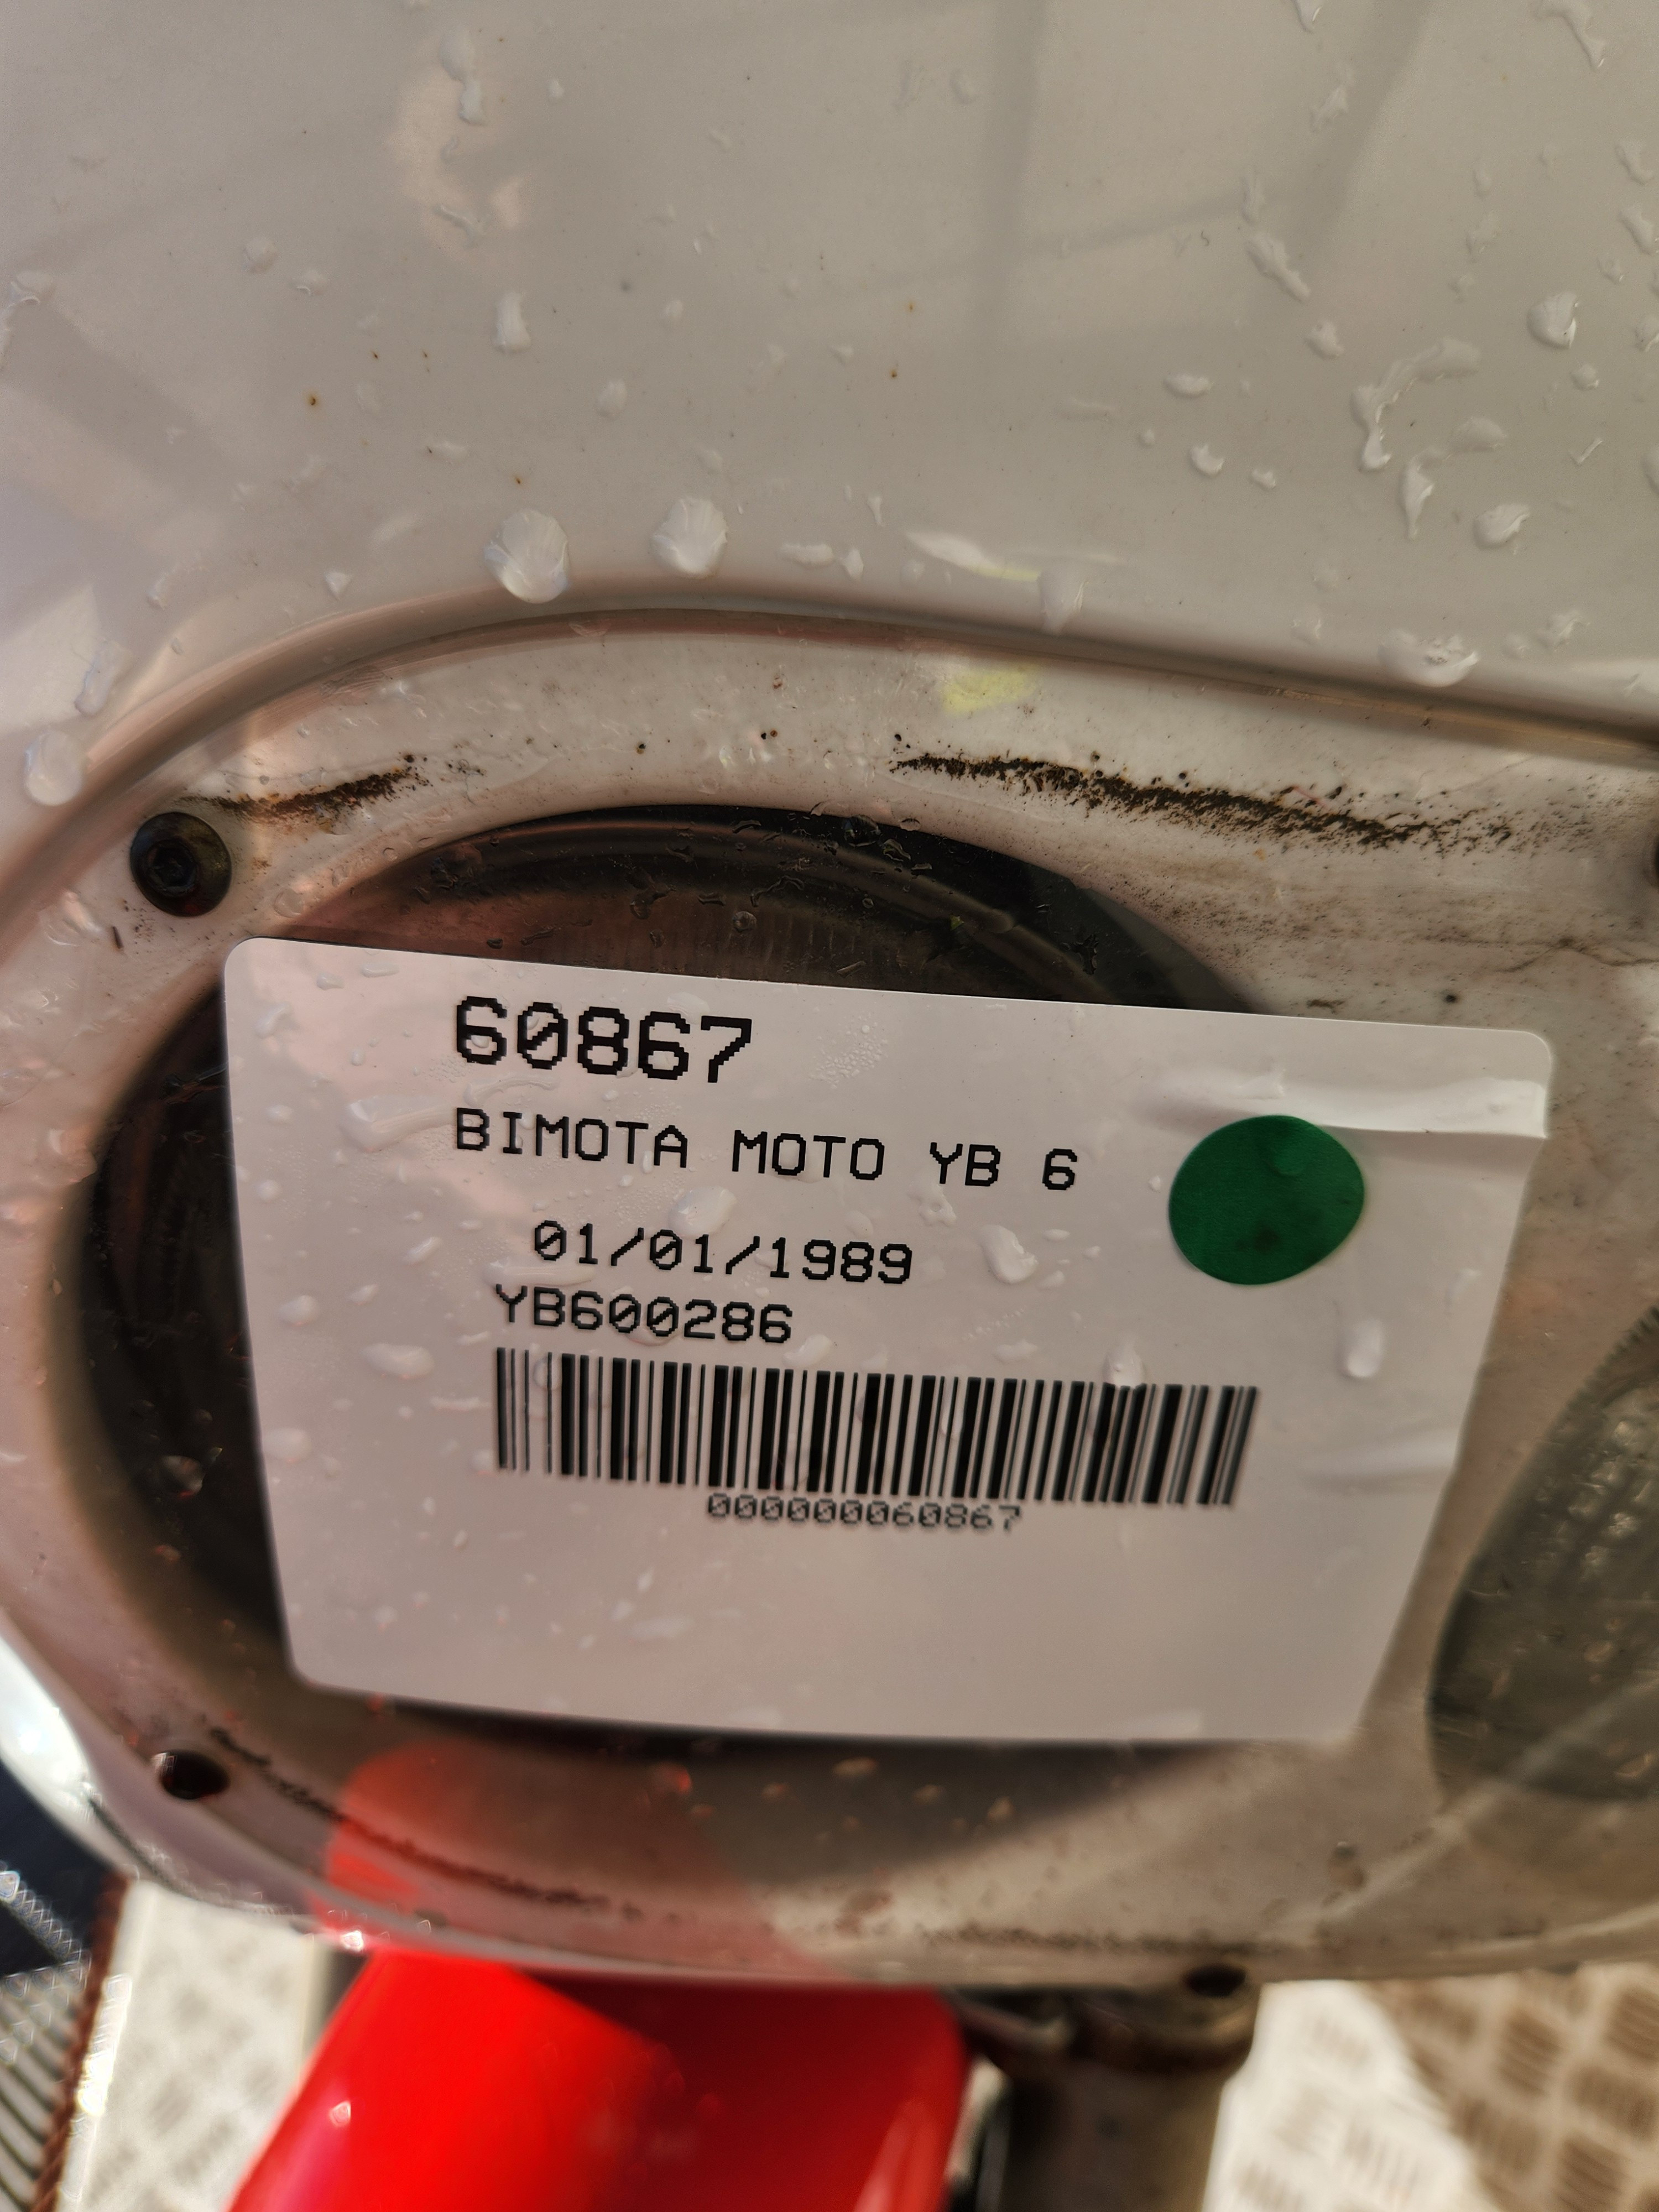 60867
BIMOTA MOTO YB 6
01/01/1989
YB600286
000000060867